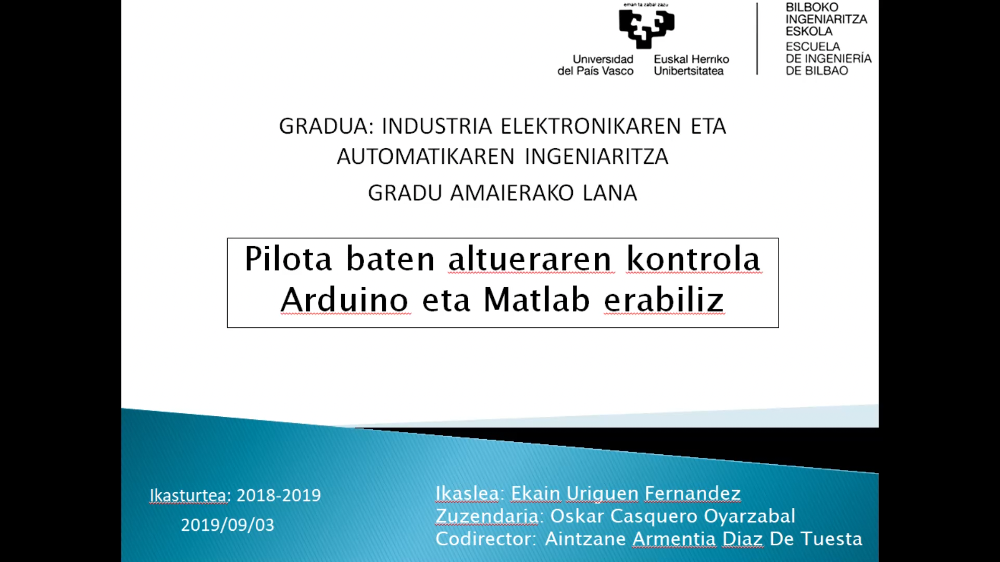 eman ta zabal zazu
Universidad
del País Vasco
Euskal Herriko
Unibertsitatea
BILBOKO
INGENIARITZA
ESKOLA
ESCUELA
DE INGENIERÍA
DE BILBAO
GRADUA: INDUSTRIA ELEKTRONIKAREN ETA
AUTOMATIKAREN INGENIARITZA
GRADU AMAIERAKO LANA
Pilota baten altueraren kontrola
Arduino eta Matlab erabiliz
Ikasturtea: 2018-2019
2019/09/03
Ikaslea: Ekain Uriguen Fernandez
Zuzendaria: Oskar Casquero Oyarzabal
Codirector: Aintzane Armentia Diaz De Tuesta